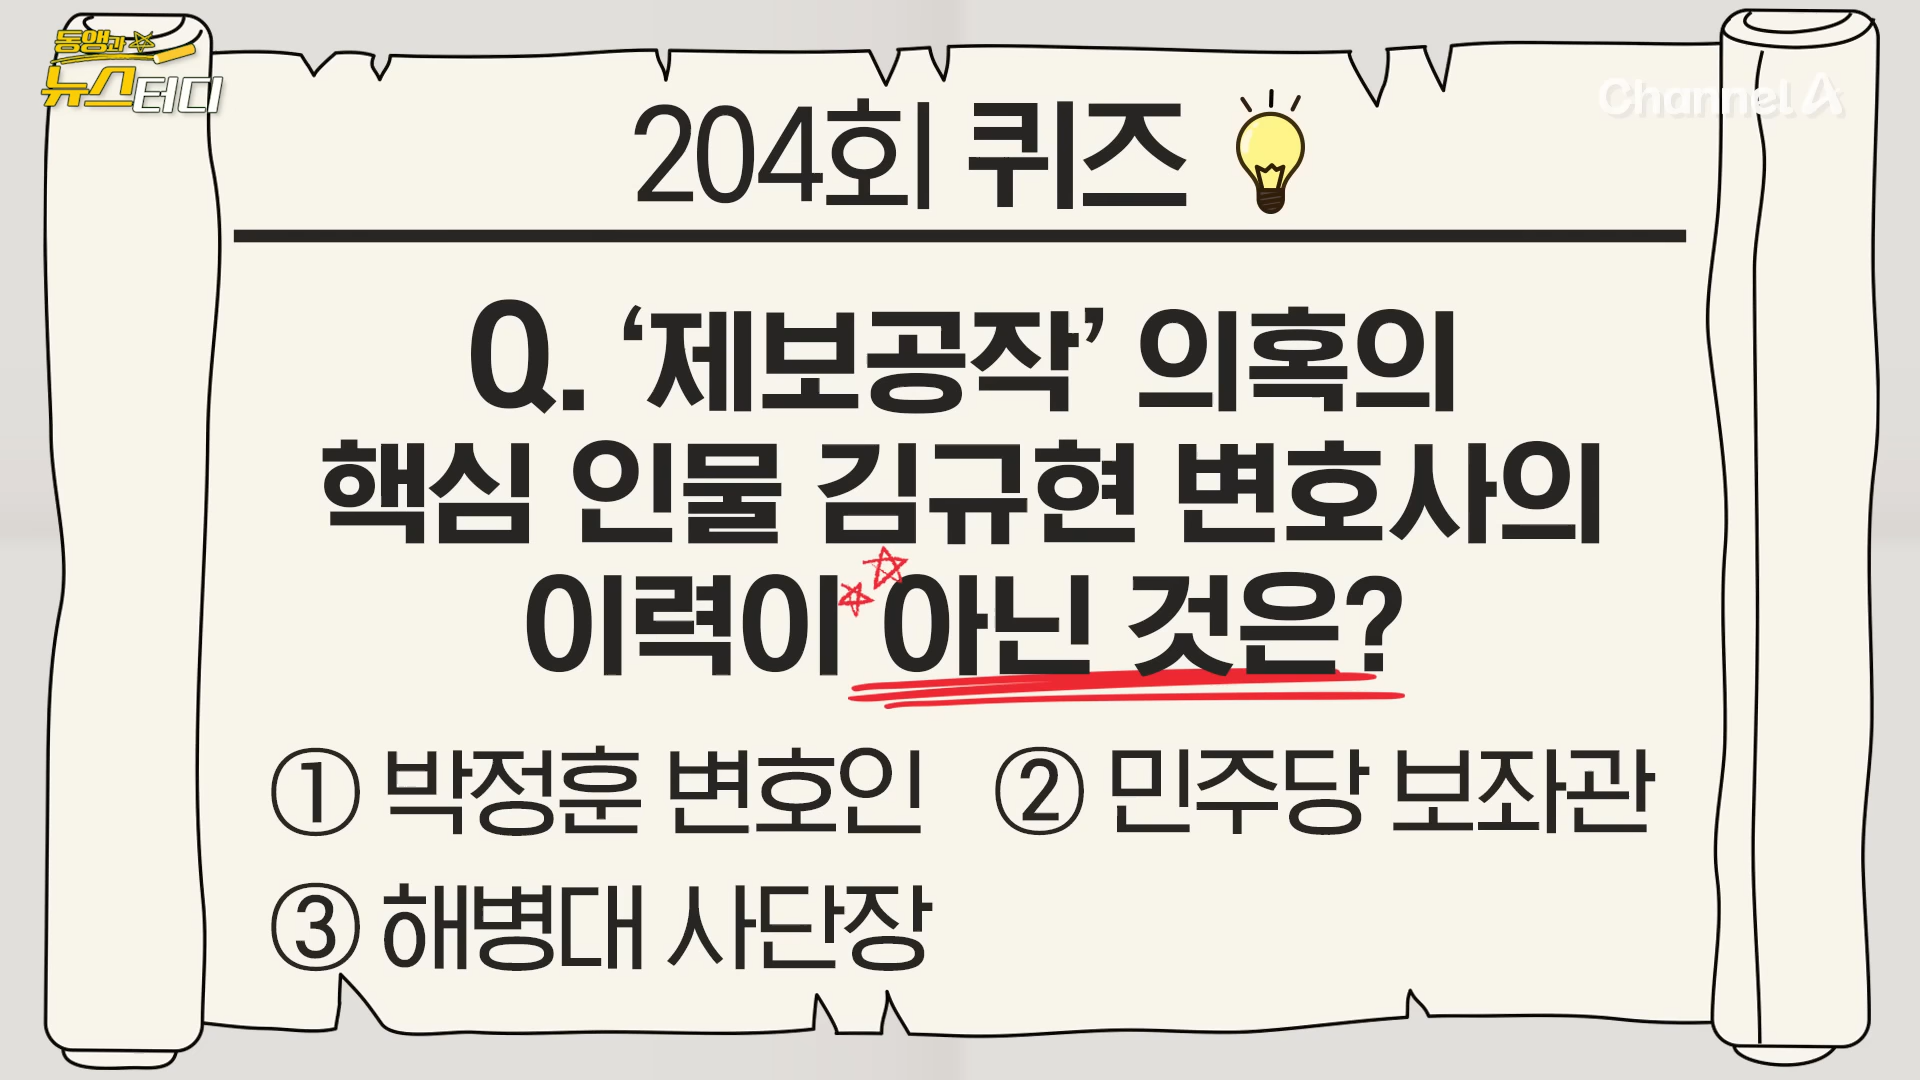 동앵과
뉴스터디
Channel A
204회 퀴즈
Q. ‘제보공작’ 의혹의
핵심 인물 김규현 변호사의
이력이 아닌 것은?
① 박정훈 변호인 ② 민주당 보좌관
③ 해병대 사단장